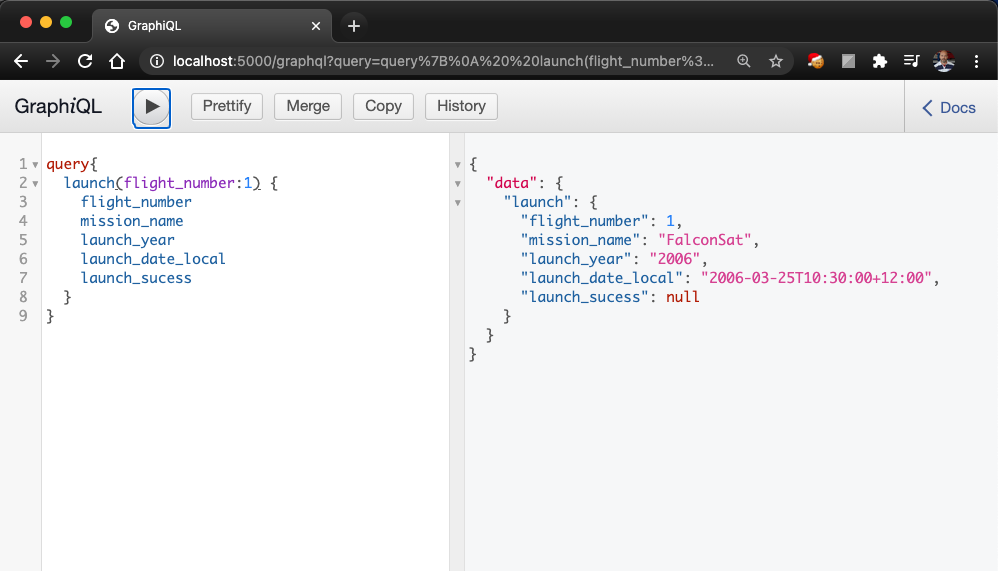 GraphiQL
localhost:5000/graphql?query=query%7B%0A%20%20launch(flight_number%3...
GraphiQL Prettify Merge Copy History Docs
1 query{
2 launch(flight_number:1) {
3 flight_number
4 mission_name
5 launch_year
6 launch_date_local
7 launch_sucess
8 }
9 }
{
"data": {
"launch": {
"flight_number": 1,
"mission_name": "FalconSat",
"launch_year": "2006",
"launch_date_local": "2006-03-25T10:30:00+12:00",
"launch_sucess": null
}
}
}